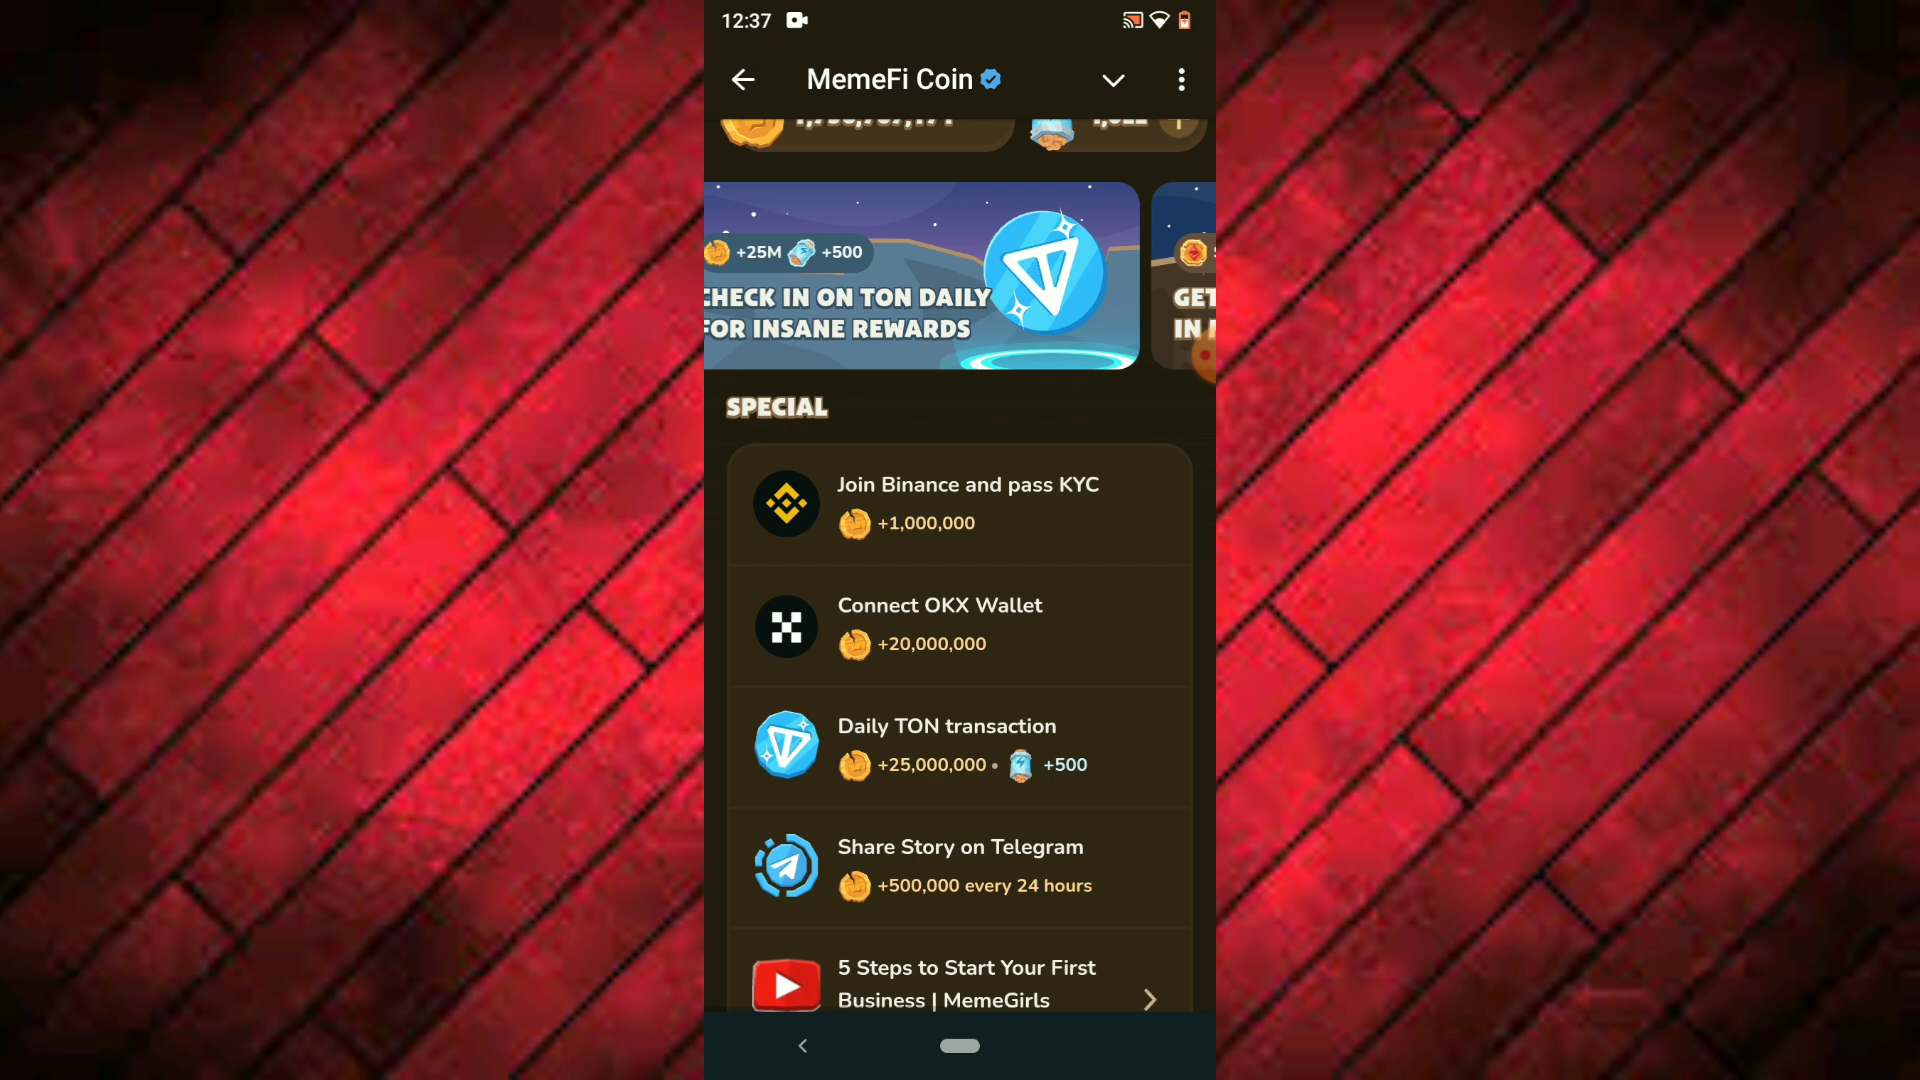 12:37
MemeFi Coin
+25M +500
CHECK IN ON TON DAILY
FOR INSANE REWARDS
GET
IN
SPECIAL
Join Binance and pass KYC
+1,000,000
Connect OKX Wallet
+20,000,000
Daily TON transaction
+25,000,000 • +500
Share Story on Telegram
+500,000 every 24 hours
5 Steps to Start Your First
Business | MemeGirls